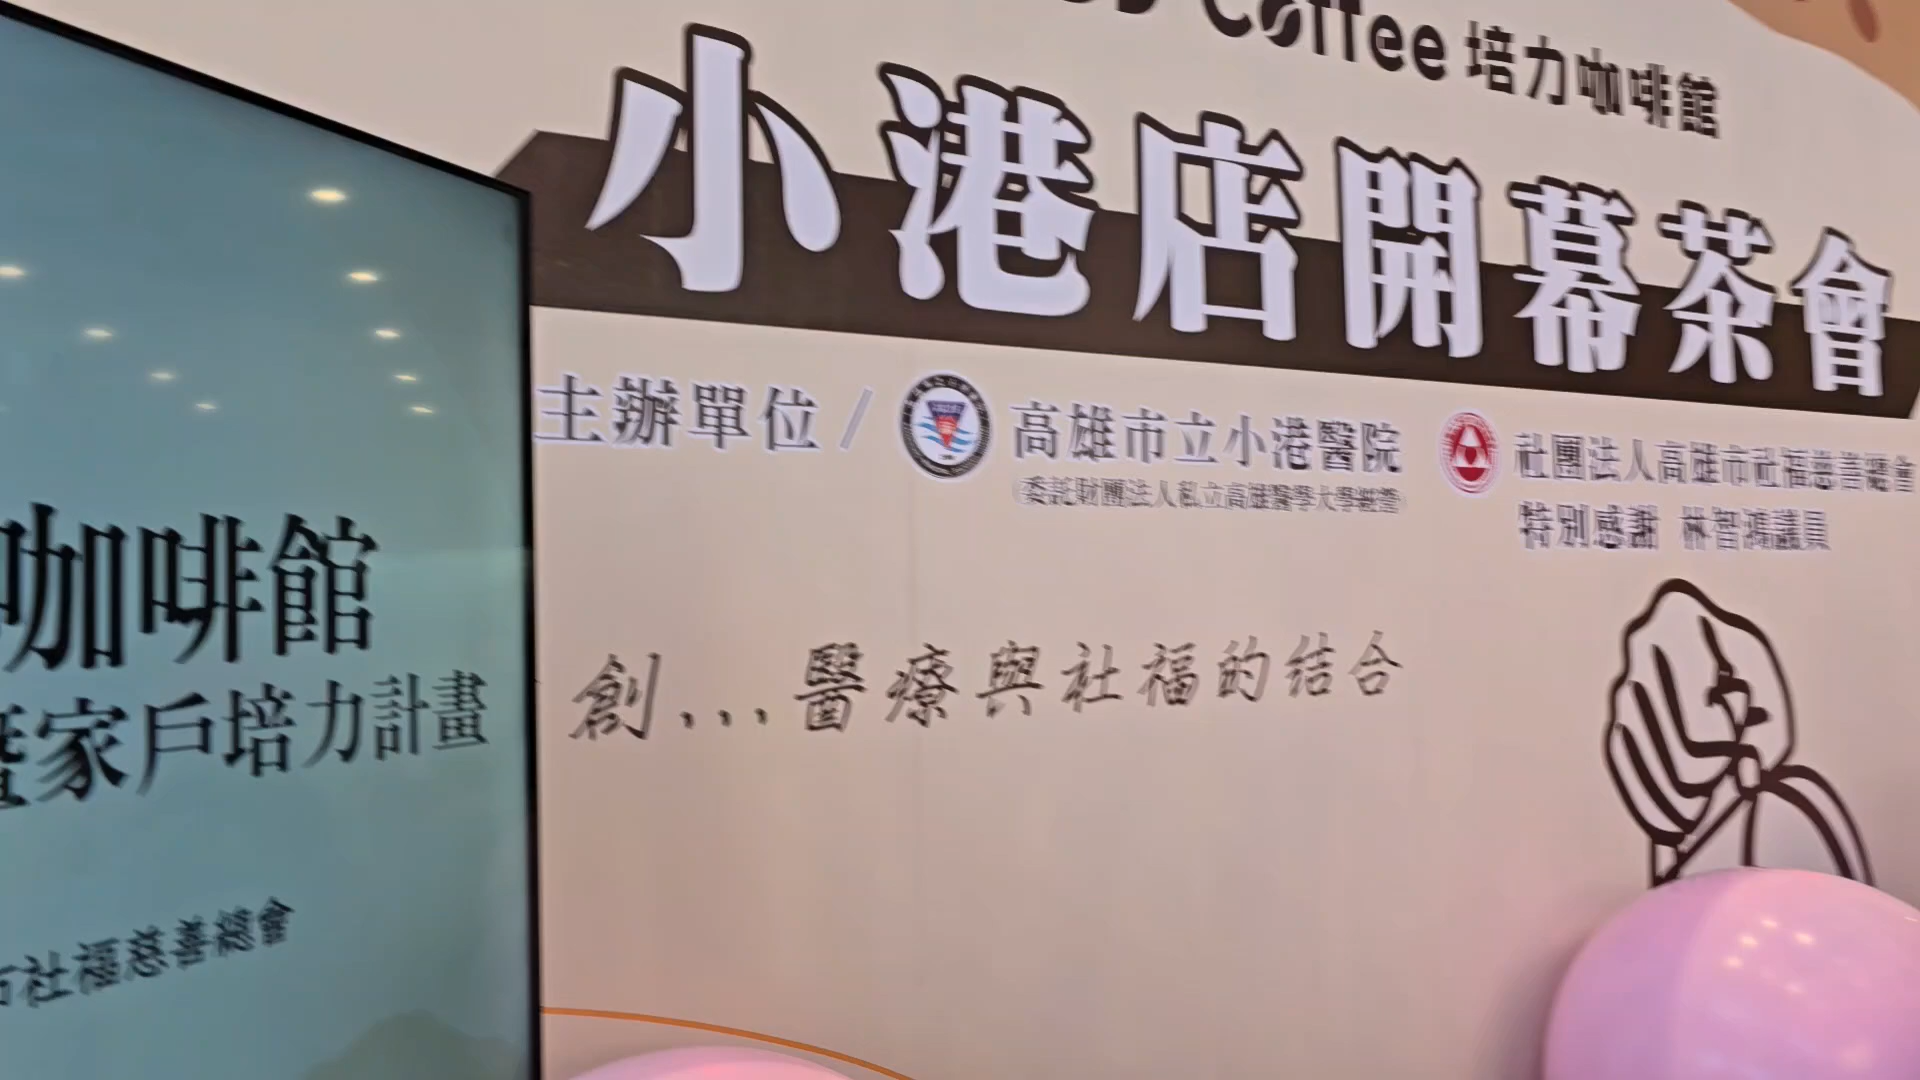 Coffee 培力咖啡館
小港店開幕茶會
主辦單位/ 高雄市立小港醫院 社團法人高雄市社福慈善總會
(委託財團法人私立高雄醫學大學經營)
特別感謝 林智鴻議員
創...醫療與社福的结合
咖啡館
暨家戶培力計畫
市社福慈善總會